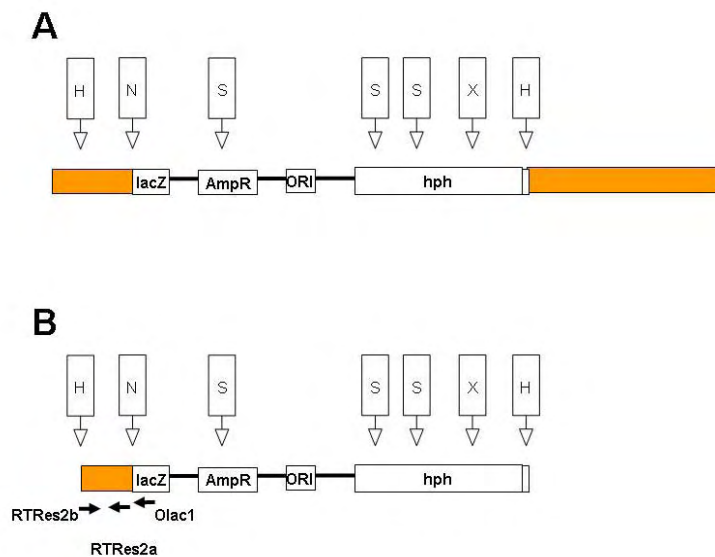 A
H N S S S X H
lacZ AmpR ORI hph
B
H N S S S X H
lacZ AmpR ORI hph
RTRes2b Olac1
RTRes2a